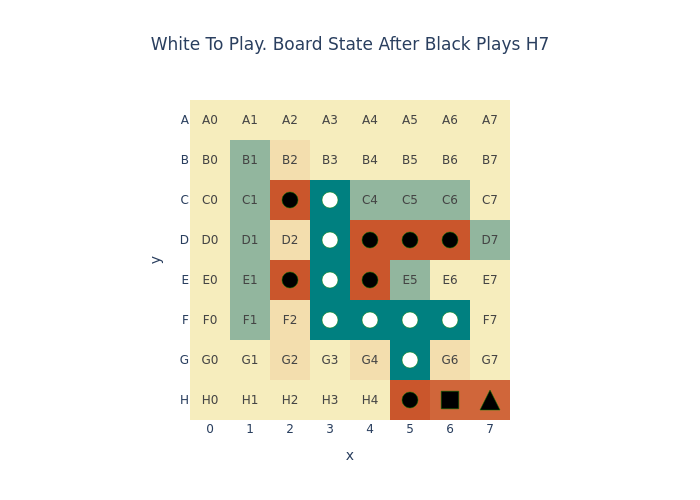 White To Play. Board State After Black Plays H7
A A0 A1 A2 A3 A4 A5 A6 A7
B B0 B1 B2 B3 B4 B5 B6 B7
C C0 C1 C4 C5 C6 C7
D D0 D1 D2 D7
E E0 E1 E5 E6 E7
F F0 F1 F2 F7
G G0 G1 G2 G3 G4 G6 G7
H H0 H1 H2 H3 H4
0 1 2 3 4 5 6 7
x
y